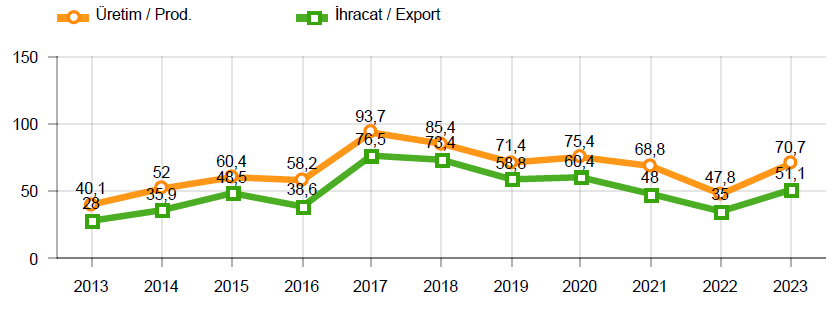 Üretim / Prod. İhracat / Export
150
100
50
0
40,1 52 60,4 58,2 93,7 85,4 71,4 75,4 68,8 47,8 70,7
28 35,9 48,5 38,6 76,5 73,4 58,8 60,4 48 35 51,1
2013 2014 2015 2016 2017 2018 2019 2020 2021 2022 2023